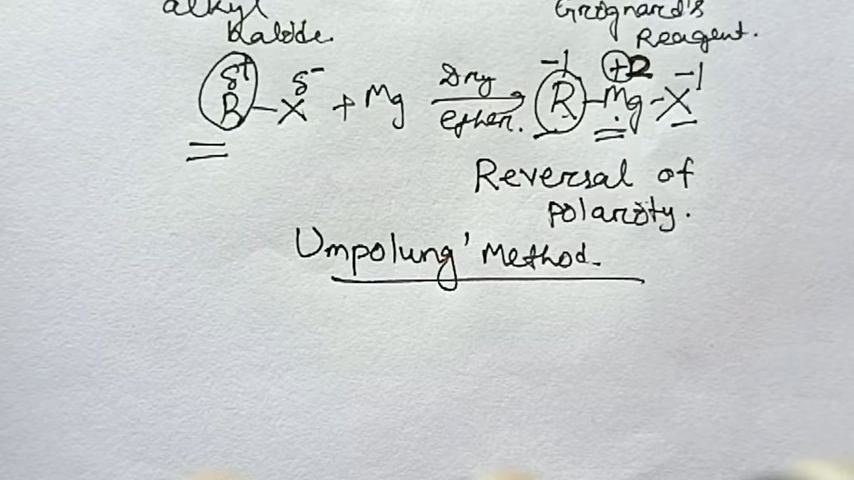 alkyl
Halide.
Grignard's
Reagent.
δ+ δ- -1 +2 -1
R-X + Mg Dry ether. R-Mg-X
Reversal of
polarity.
Umpolung' Method.